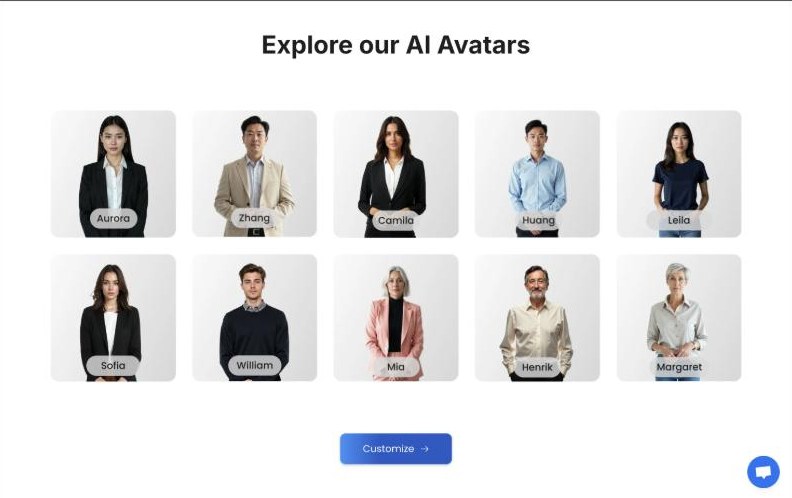 Explore our AI Avatars
Aurora
Zhang
Camila
Huang
Leila
Sofia
William
Mia
Henrik
Margaret
Customize →